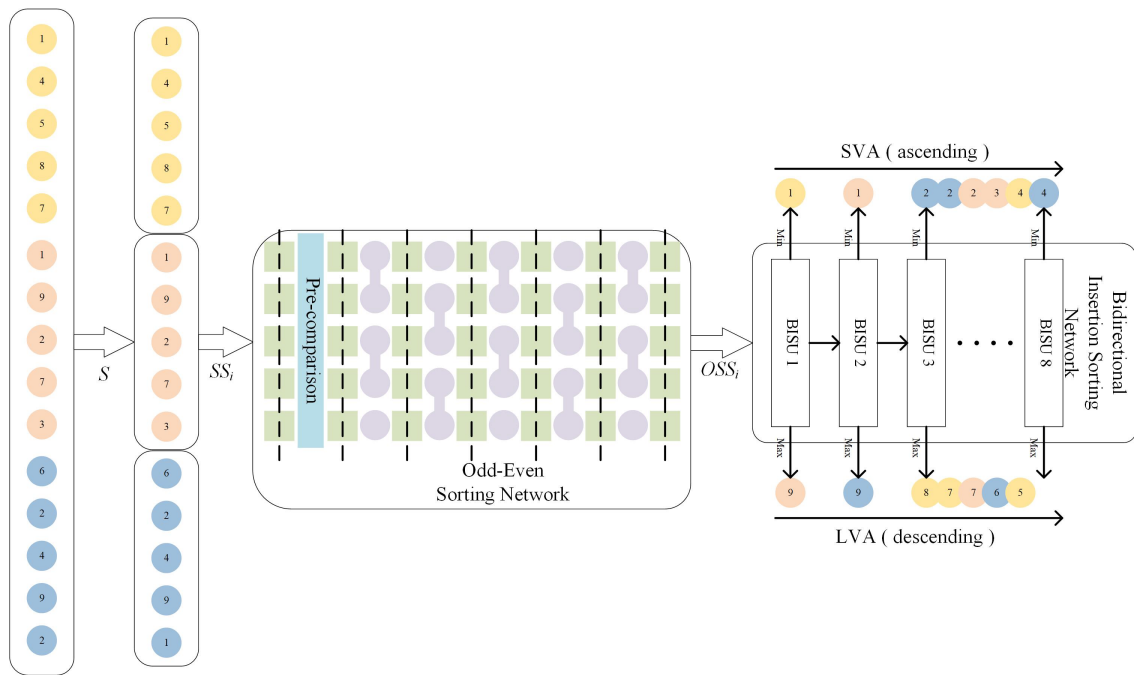 1
4
5
8
7
1
9
2
7
3
6
2
4
9
2
S
1
4
5
8
7
1
9
2
7
3
6
2
4
9
1
SSi
Pre-comparison
Odd-Even
Sorting Network
OSSi
SVA ( ascending )
1
1
2 2 2 3 4 4
Min
Min
Min
Min
BISU 1
BISU 2
BISU 3
BISU 8
Bidirectional
Insertion Sorting
Network
Max
Max
Max
Max
9
9
8 7 7 6 5
LVA ( descending )